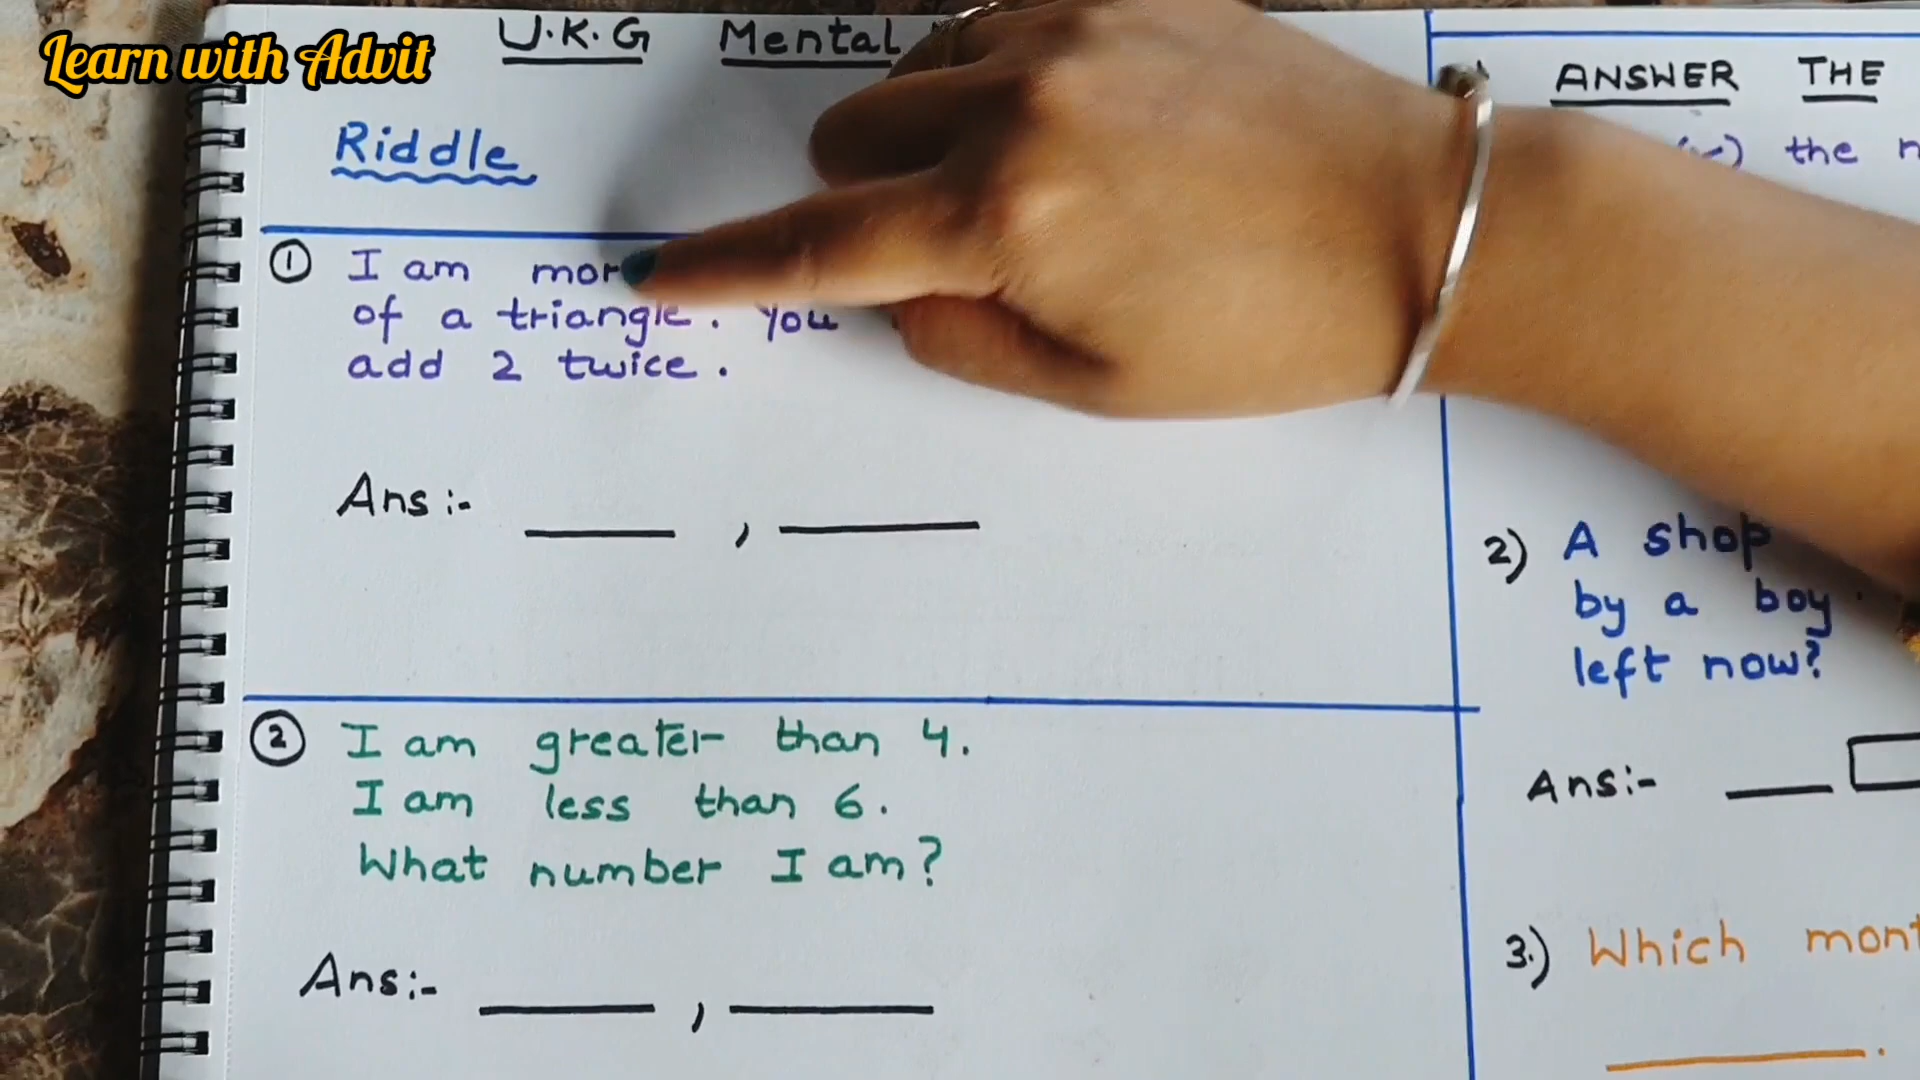 Learn with Advit
U.K.G Mental
Riddle
1 I am
of a triangle. You
add 2 twice.
Ans :- ____ , ____
2 I am greater than 4.
I am less than 6.
What number I am?
Ans:- ____ , ____
ANSWER THE
the
2) A shop
by a boy
left now?
Ans:- ____
3.) Which
____ .